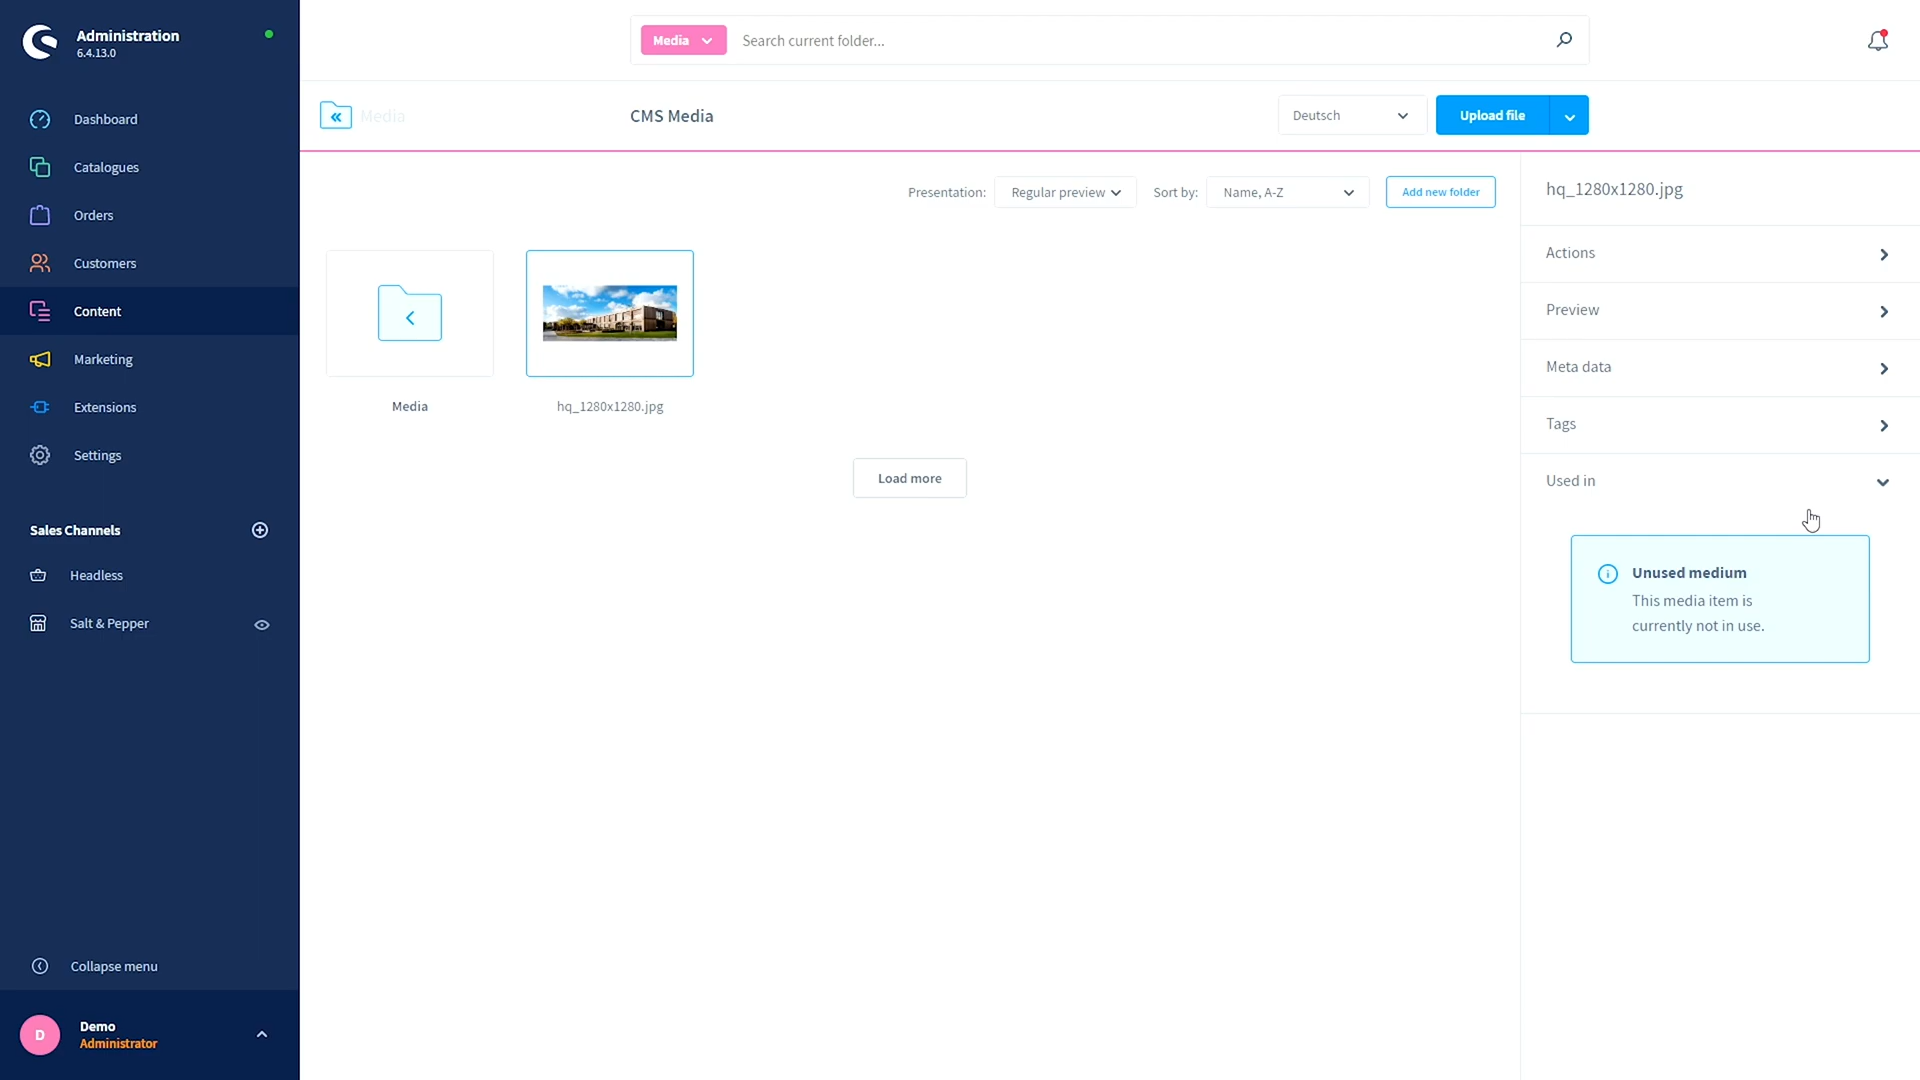 Administration
6.4.13.0
Dashboard
Catalogues
Orders
Customers
Content
Marketing
Extensions
Settings
Sales Channels
Headless
Salt & Pepper
Collapse menu
D
Demo
Administrator
Media
Search current folder...
Media
CMS Media
Deutsch
Upload file
Presentation:
Regular preview
Sort by:
Name, A-Z
Add new folder
Media
hq_1280x1280.jpg
Load more
hq_1280x1280.jpg
Actions
Preview
Meta data
Tags
Used in
Unused medium
This media item is
currently not in use.